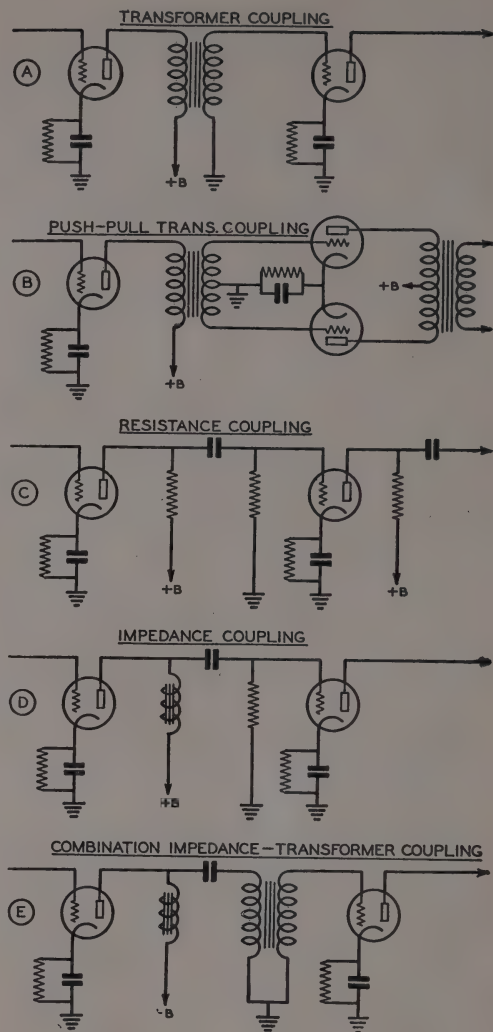 TRANSFORMER COUPLING
A
+B
PUSH-PULL TRANS. COUPLING
B
+B
+B
RESISTANCE COUPLING
C
+B
+B
IMPEDANCE COUPLING
D
+B
COMBINATION IMPEDANCE-TRANSFORMER COUPLING
E
-B